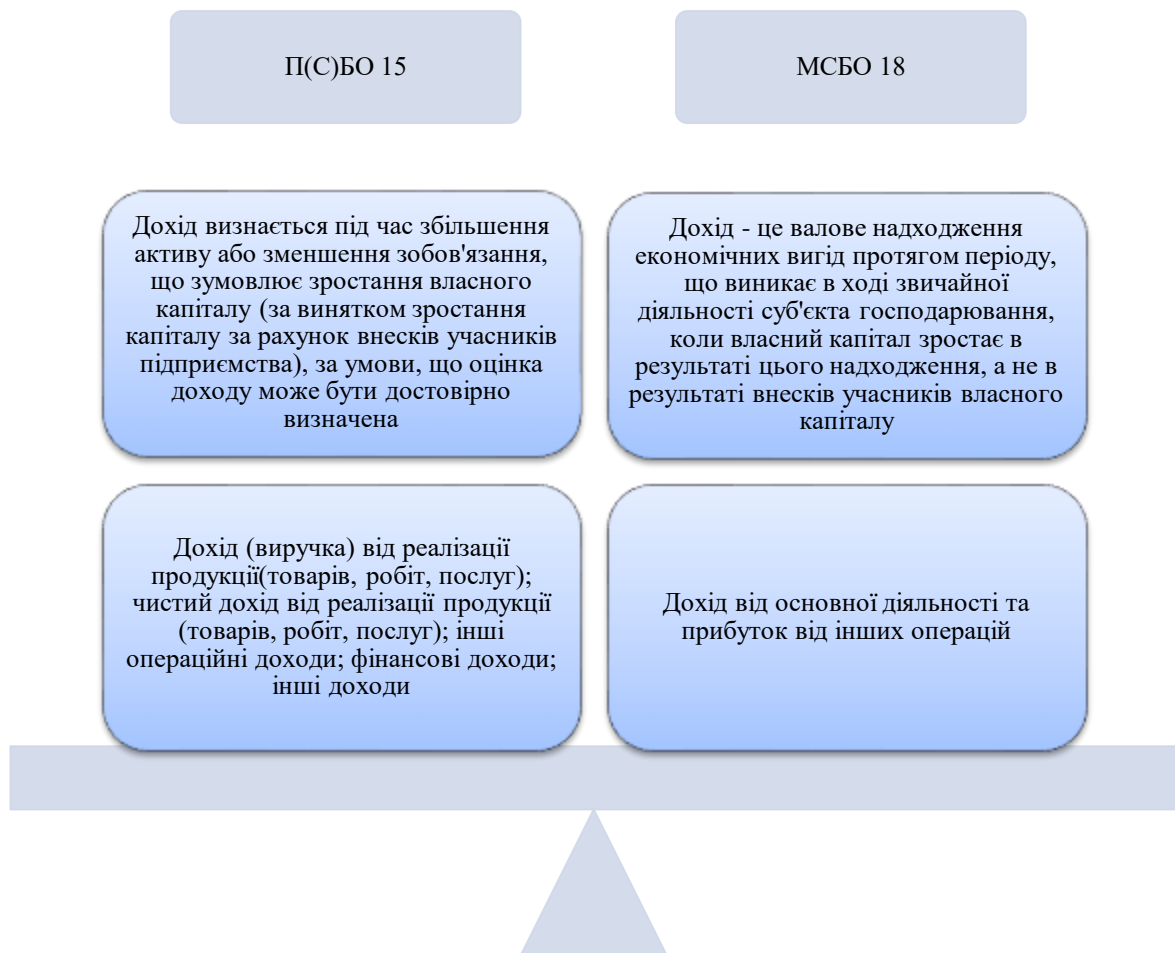 П(С)БО 15
МСБО 18
Дохід визнається під час збільшення
активу або зменшення зобов'язання,
що зумовлює зростання власного
капіталу (за винятком зростання
капіталу за рахунок внесків учасників
підприємства), за умови, що оцінка
доходу може бути достовірно
визначена
Дохід - це валове надходження
економічних вигід протягом періоду,
що виникає в ході звичайної
діяльності суб'єкта господарювання,
коли власний капітал зростає в
результаті цього надходження, а не в
результаті внесків учасників власного
капіталу
Дохід (виручка) від реалізації
продукції(товарів, робіт, послуг);
чистий дохід від реалізації продукції
(товарів, робіт, послуг); інші
операційні доходи; фінансові доходи;
інші доходи
Дохід від основної діяльності та
прибуток від інших операцій